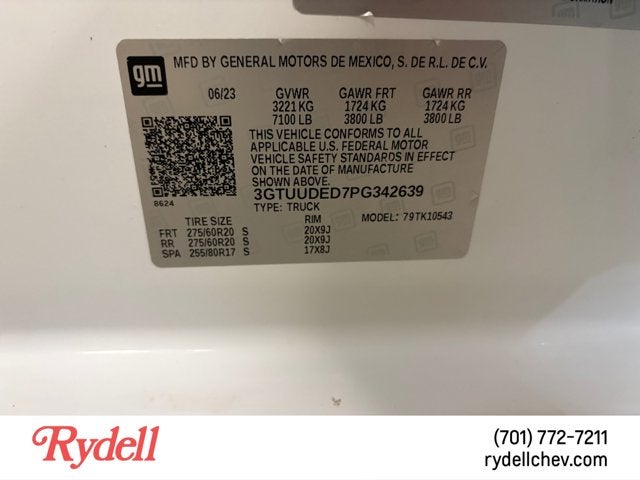 gm
MFD BY GENERAL MOTORS DE MEXICO, S. DE R.L. DE C.V.
06/23 GVWR GAWR FRT GAWR RR
3221 KG 1724 KG 1724 KG
7100 LB 3800 LB 3800 LB
THIS VEHICLE CONFORMS TO ALL
APPLICABLE U.S. FEDERAL MOTOR
VEHICLE SAFETY STANDARDS IN EFFECT
ON THE DATE OF MANUFACTURE
SHOWN ABOVE.
8624
3GTUUDED7PG342639
TYPE: TRUCK MODEL: 79TK10543
TIRE SIZE RIM
FRT 275/60R20 S 20X9J
RR 275/60R20 S 20X9J
SPA 255/80R17 S 17X8J
Rydell
(701) 772-7211
rydellchev.com